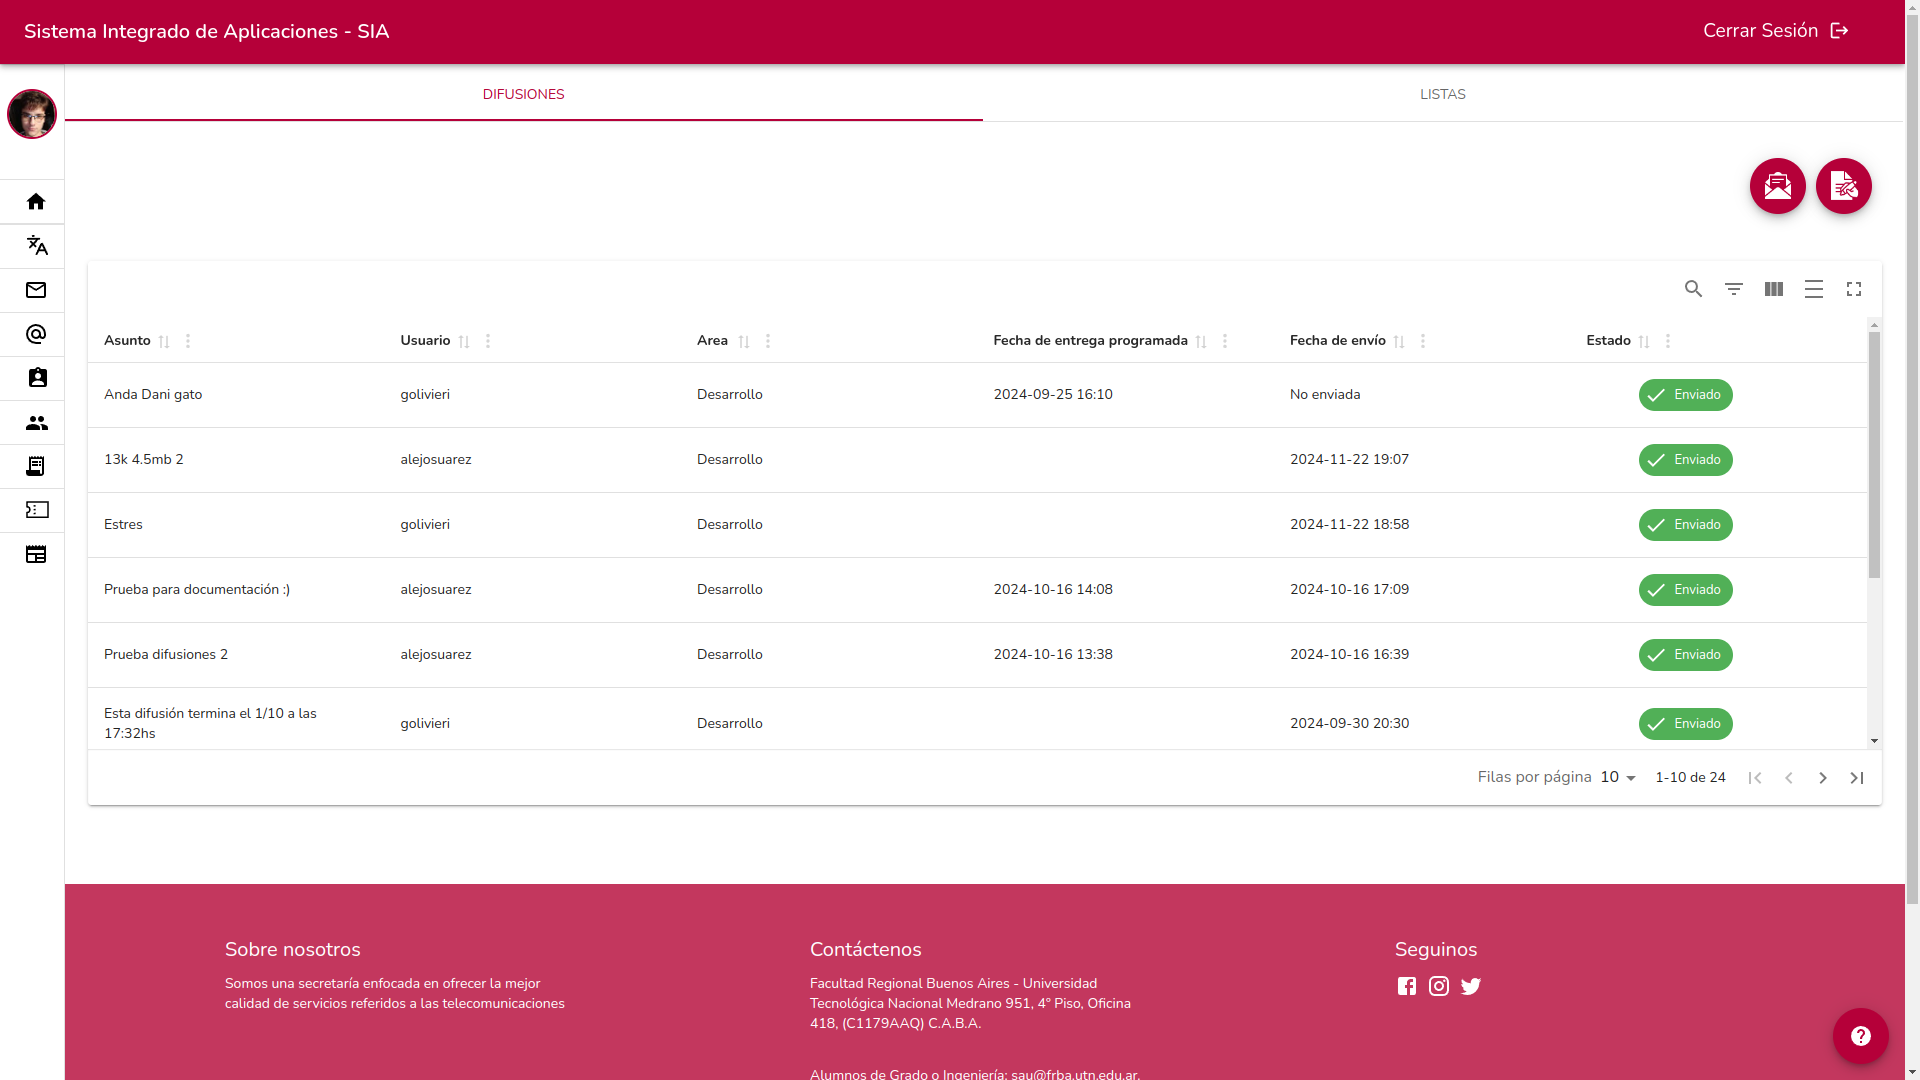 Sistema Integrado de Aplicaciones - SIA
Cerrar Sesión
DIFUSIONES
LISTAS
Asunto
Usuario
Area
Fecha de entrega programada
Fecha de envío
Estado
Anda Dani gato
golivieri
Desarrollo
2024-09-25 16:10
No enviada
Enviado
13k 4.5mb 2
alejosuarez
Desarrollo
2024-11-22 19:07
Enviado
Estres
golivieri
Desarrollo
2024-11-22 18:58
Enviado
Prueba para documentación :)
alejosuarez
Desarrollo
2024-10-16 14:08
2024-10-16 17:09
Enviado
Prueba difusiones 2
alejosuarez
Desarrollo
2024-10-16 13:38
2024-10-16 16:39
Enviado
Esta difusión termina el 1/10 a las
17:32hs
golivieri
Desarrollo
2024-09-30 20:30
Enviado
Filas por página
10
1-10 de 24
Sobre nosotros
Somos una secretaría enfocada en ofrecer la mejor
calidad de servicios referidos a las telecomunicaciones
Contáctenos
Facultad Regional Buenos Aires - Universidad
Tecnológica Nacional Medrano 951, 4° Piso, Oficina
418, (C1179AAQ) C.A.B.A.
Alumnos de Grado o Ingeniería: sau@frba.utn.edu.ar.
Seguinos